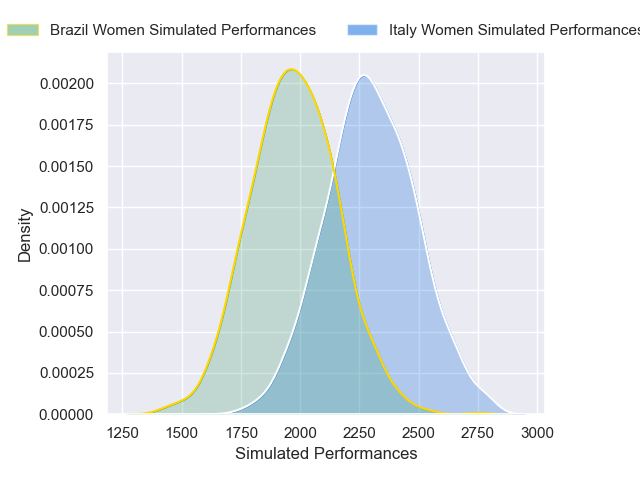 Brazil Women Simulated Performances Italy Women Simulated Performances
0.00200
0.00175
0.00150
0.00125
0.00100
0.00075
0.00050
0.00025
0.00000
Density
1250 1500 1750 2000 2250 2500 2750 3000
Simulated Performances